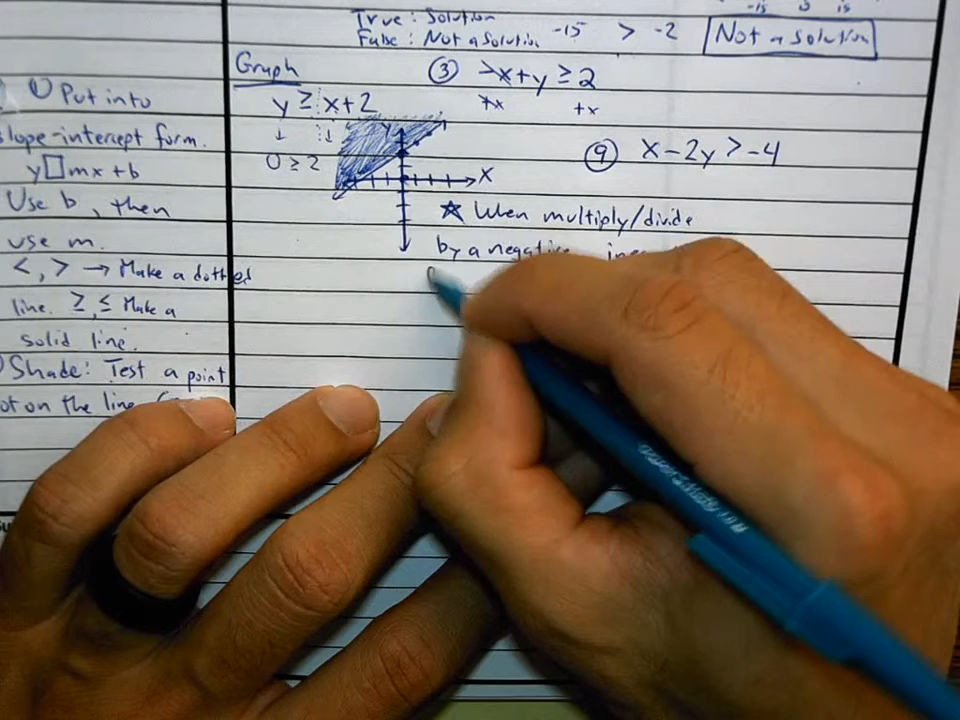 True: Solution
False: Not a solution -15 > -2
-15 15
Not a Solution
Graph
③ -x+y ≥ 2
+x +x
y ≥ x+2
↓ ↓
0 ≥ 2
y
x
⑨ x-2y > -4
☆ When multiply/divide
by a negative
① Put into
slope-intercept form.
y□mx+b
Use b, then
use m.
<, > → Make a dotted
line. ≥, ≤ Make a
solid line.
Shade: Test a point
not on the line